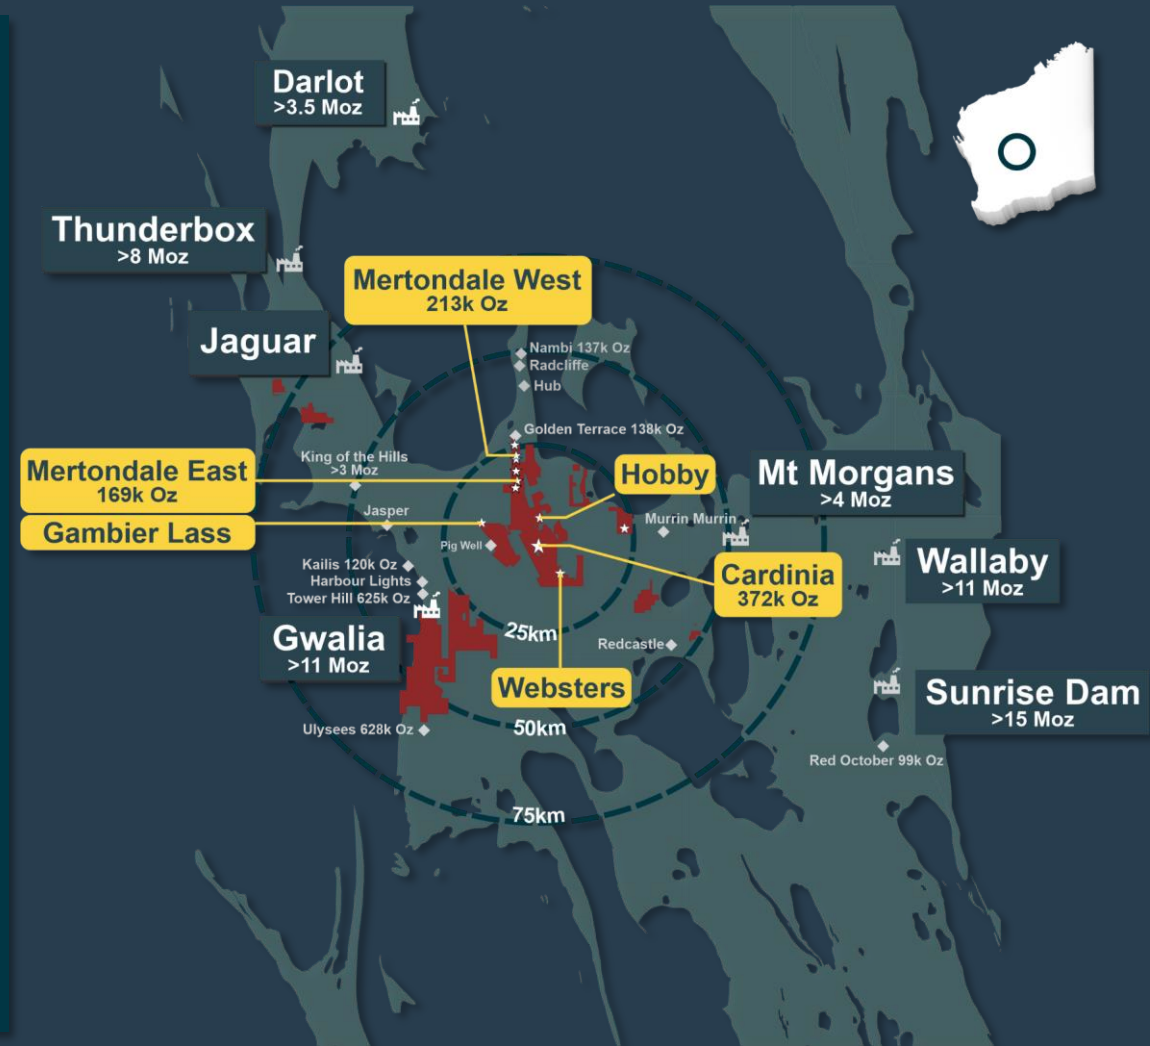 Darlot
>3.5 Moz
Thunderbox
>8 Moz
Mertondale West
213k Oz
Jaguar
Nambi 137k Oz
Radcliffe
Hub
Golden Terrace 138k Oz
King of the Hills
>3 Moz
Mertondale East
169k Oz
Hobby
Mt Morgans
>4 Moz
Gambier Lass
Jasper
Murrin Murrin
Pig Well
Kailis 120k Oz
Harbour Lights
Tower Hill 625k Oz
Cardinia
372k Oz
Wallaby
>11 Moz
Gwalia
>11 Moz
25km
Redcastle
Websters
Sunrise Dam
>15 Moz
Ulysees 628k Oz
50km
Red October 99k Oz
75km